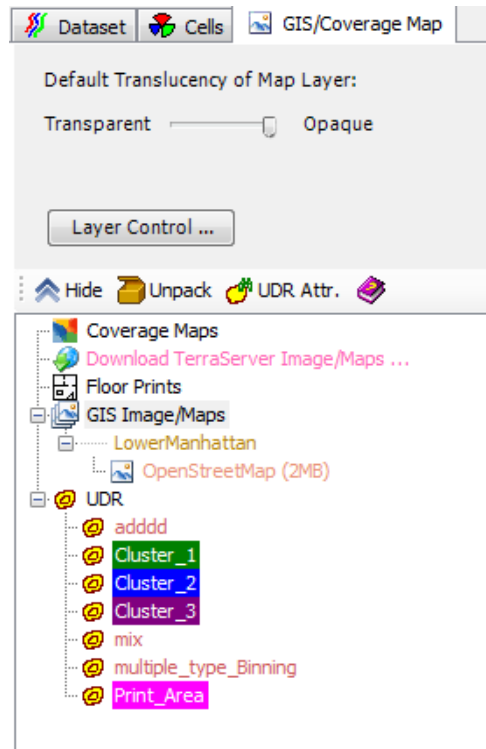 Dataset Cells GIS/Coverage Map
Default Translucency of Map Layer:
Transparent Opaque
Layer Control ...
Hide Unpack UDR Attr.
Coverage Maps
Download TerraServer Image/Maps ...
Floor Prints
GIS Image/Maps
LowerManhattan
OpenStreetMap (2MB)
UDR
adddd
Cluster_1
Cluster_2
Cluster_3
mix
multiple_type_Binning
Print_Area